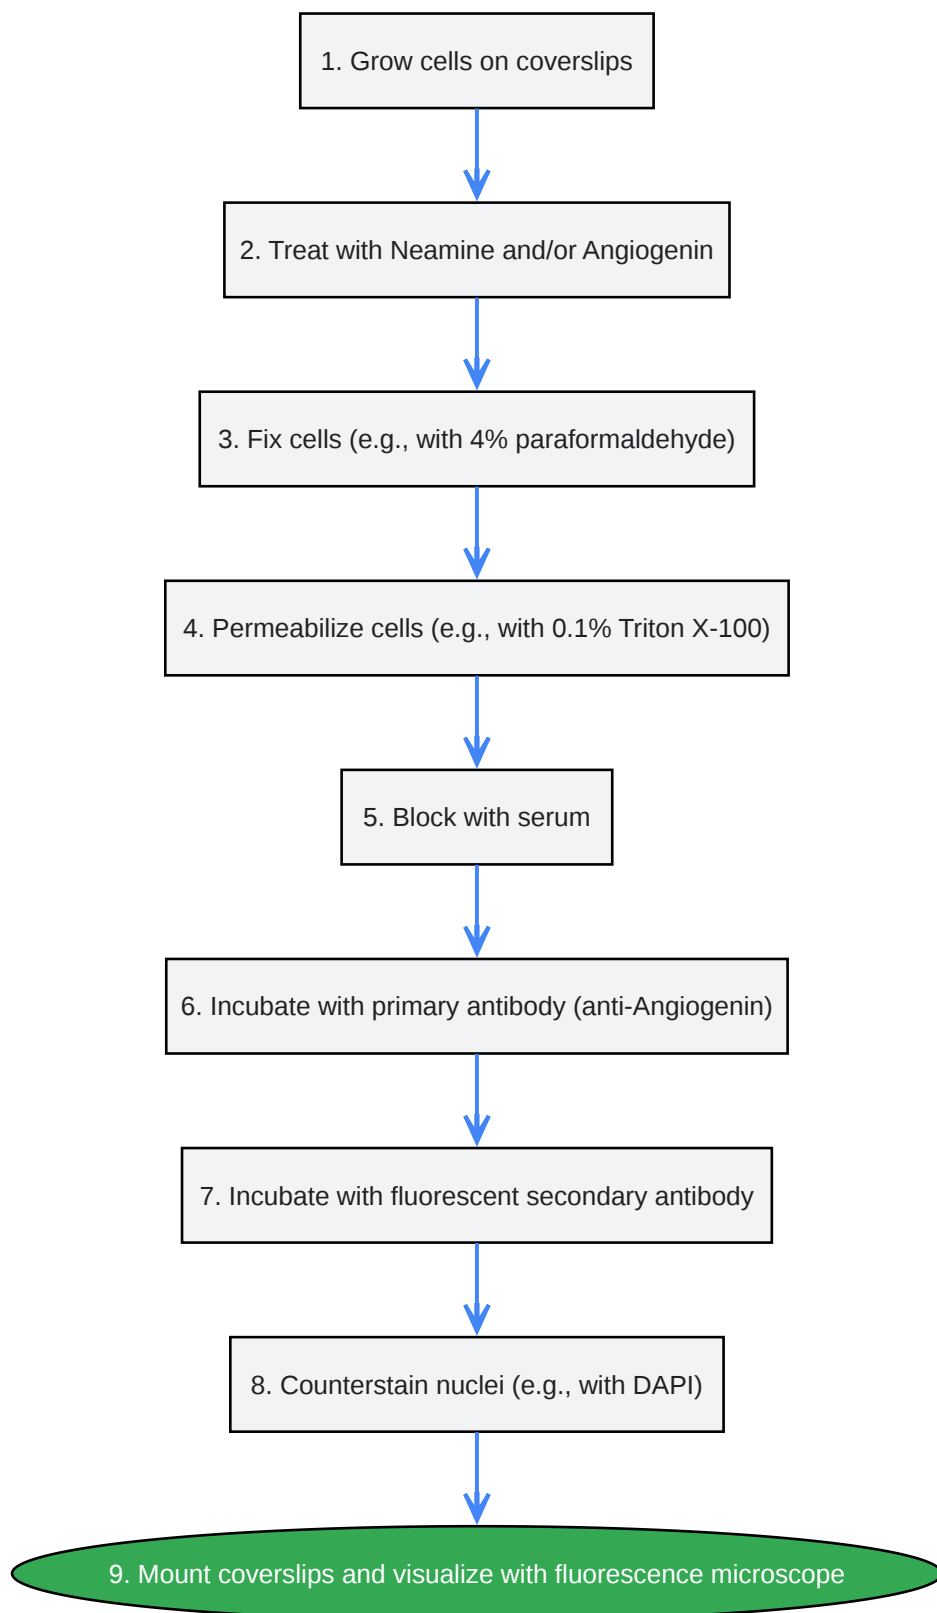 1. Grow cells on coverslips
2. Treat with Neamine and/or Angiogenin
3. Fix cells (e.g., with 4% paraformaldehyde)
4. Permeabilize cells (e.g., with 0.1% Triton X-100)
5. Block with serum
6. Incubate with primary antibody (anti-Angiogenin)
7. Incubate with fluorescent secondary antibody
8. Counterstain nuclei (e.g., with DAPI)
9. Mount coverslips and visualize with fluorescence microscope